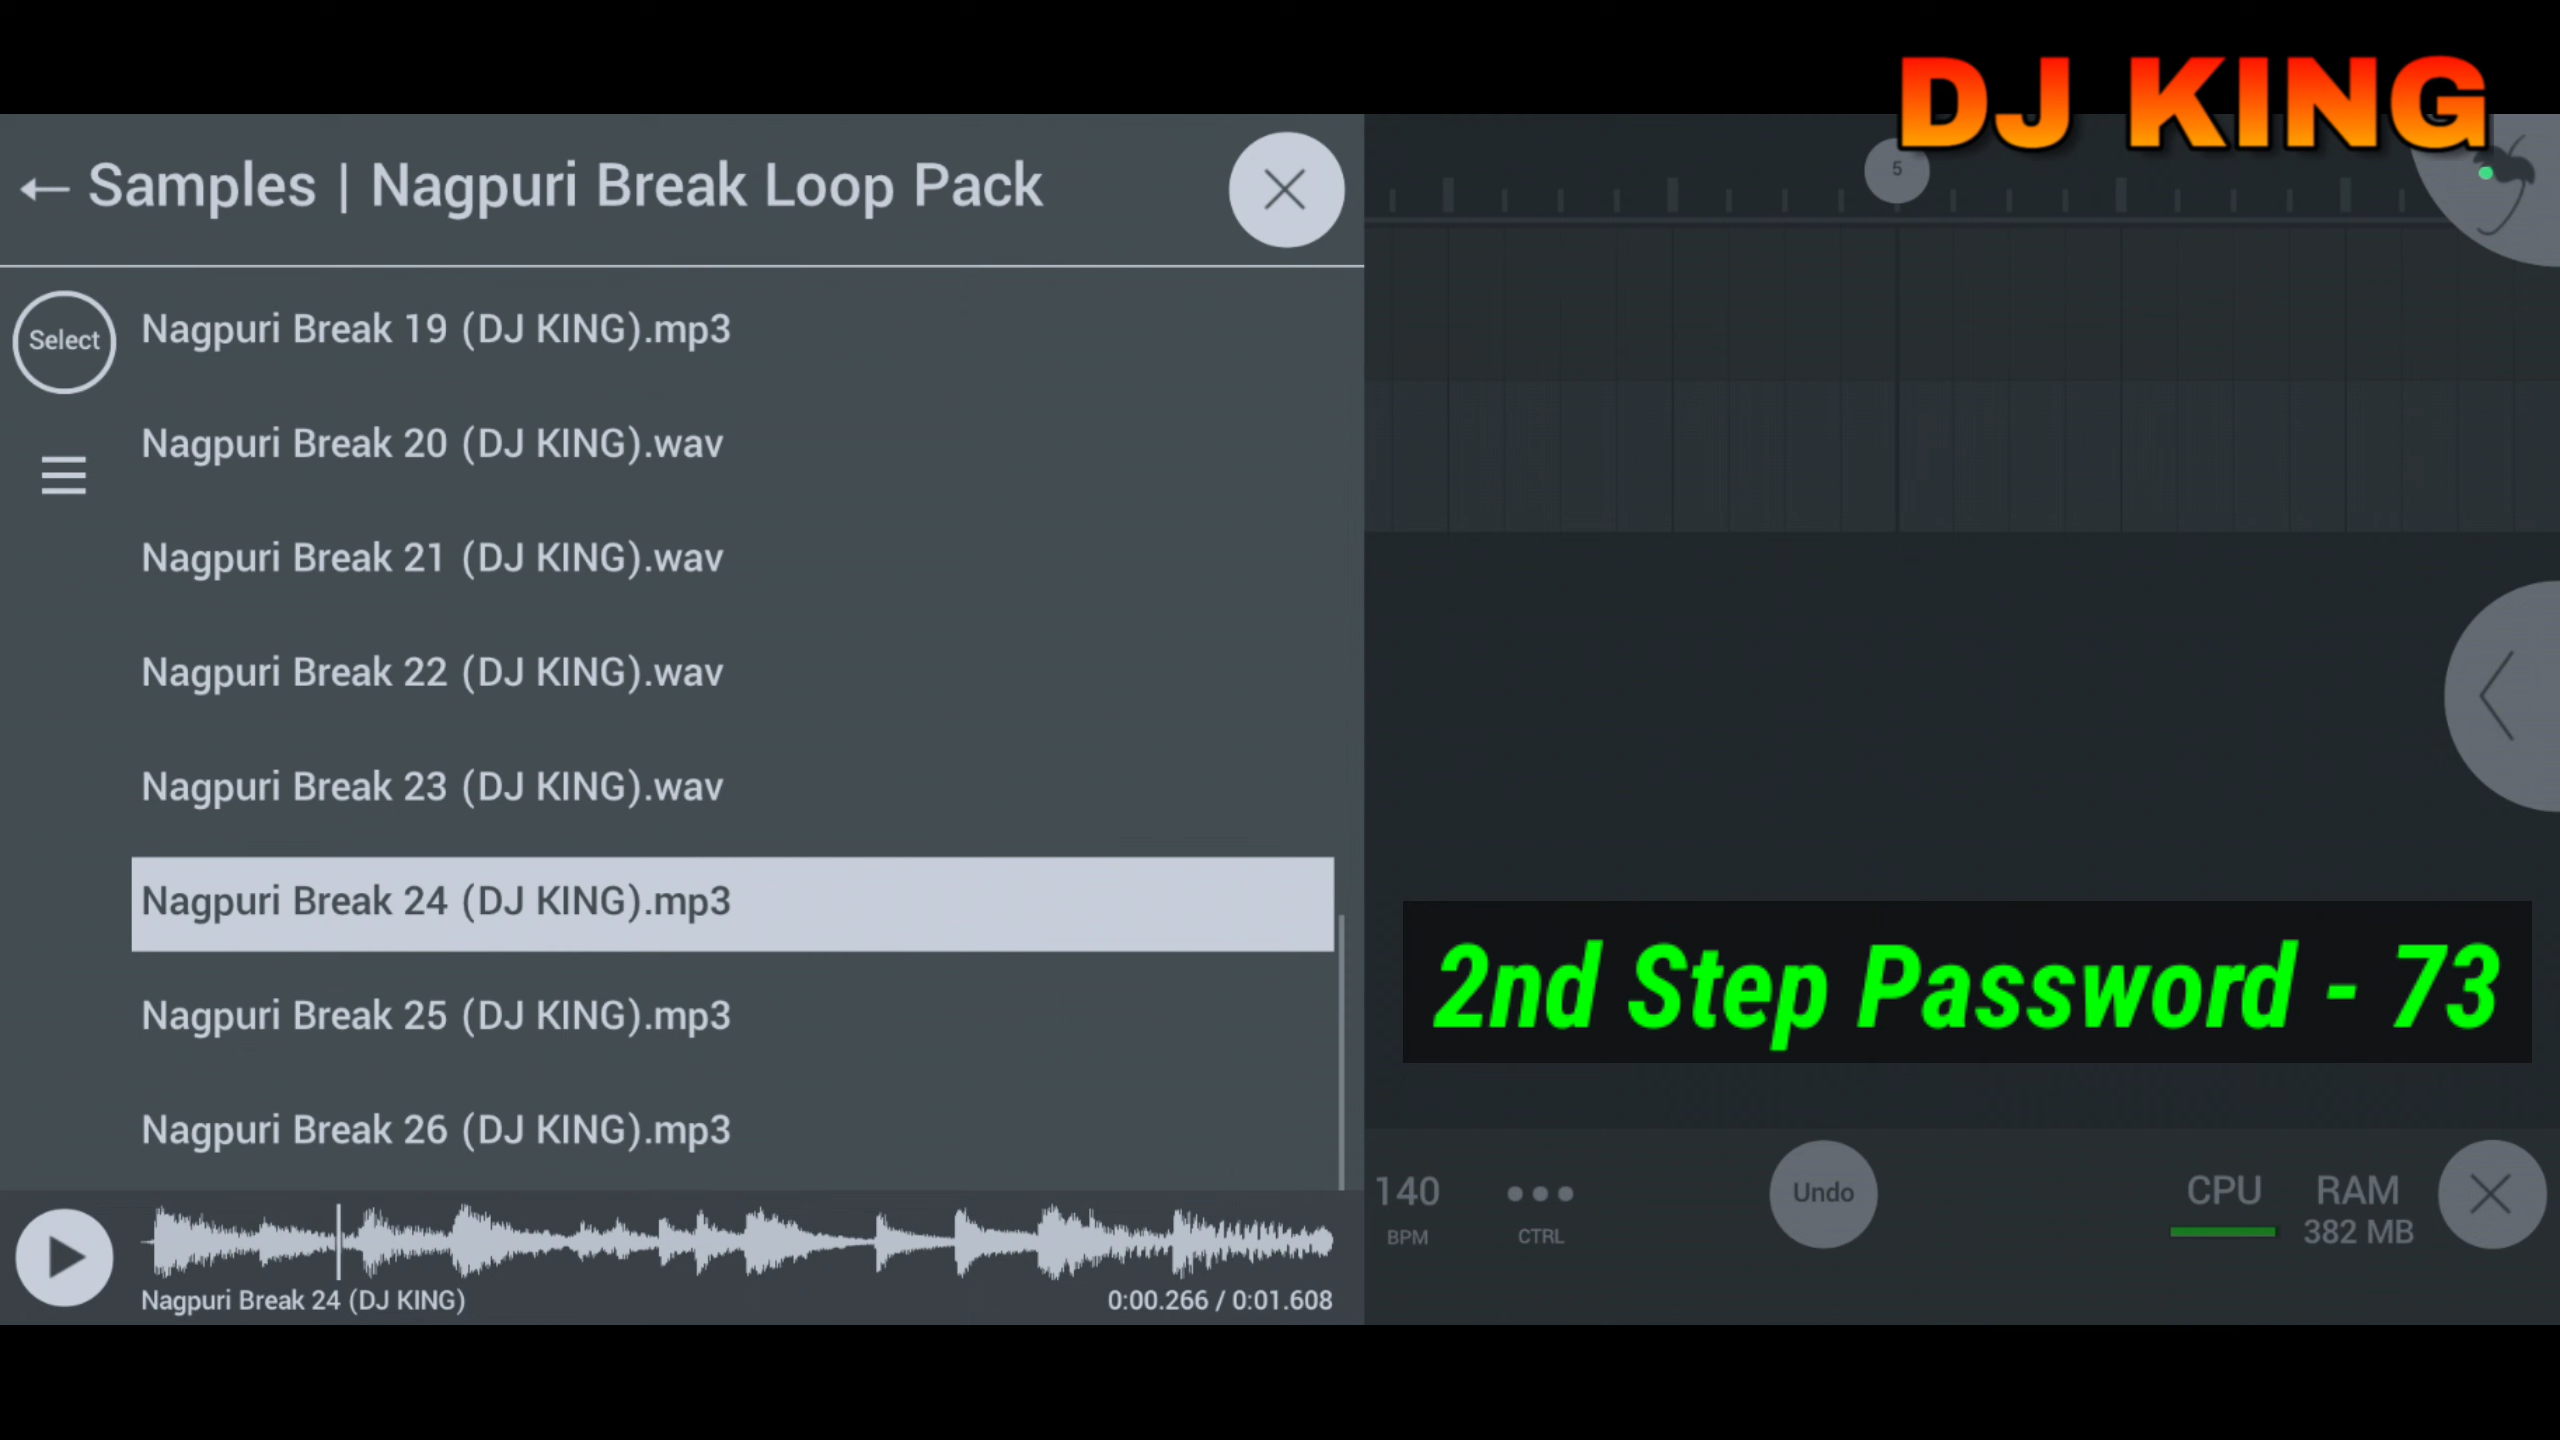 DJ KING
← Samples | Nagpuri Break Loop Pack
5
Select
Nagpuri Break 19 (DJ KING).mp3
Nagpuri Break 20 (DJ KING).wav
Nagpuri Break 21 (DJ KING).wav
Nagpuri Break 22 (DJ KING).wav
Nagpuri Break 23 (DJ KING).wav
Nagpuri Break 24 (DJ KING).mp3
Nagpuri Break 25 (DJ KING).mp3
Nagpuri Break 26 (DJ KING).mp3
2nd Step Password - 73
Nagpuri Break 24 (DJ KING)
0:00.266 / 0:01.608
140
BPM
CTRL
Undo
CPU
RAM
382 MB